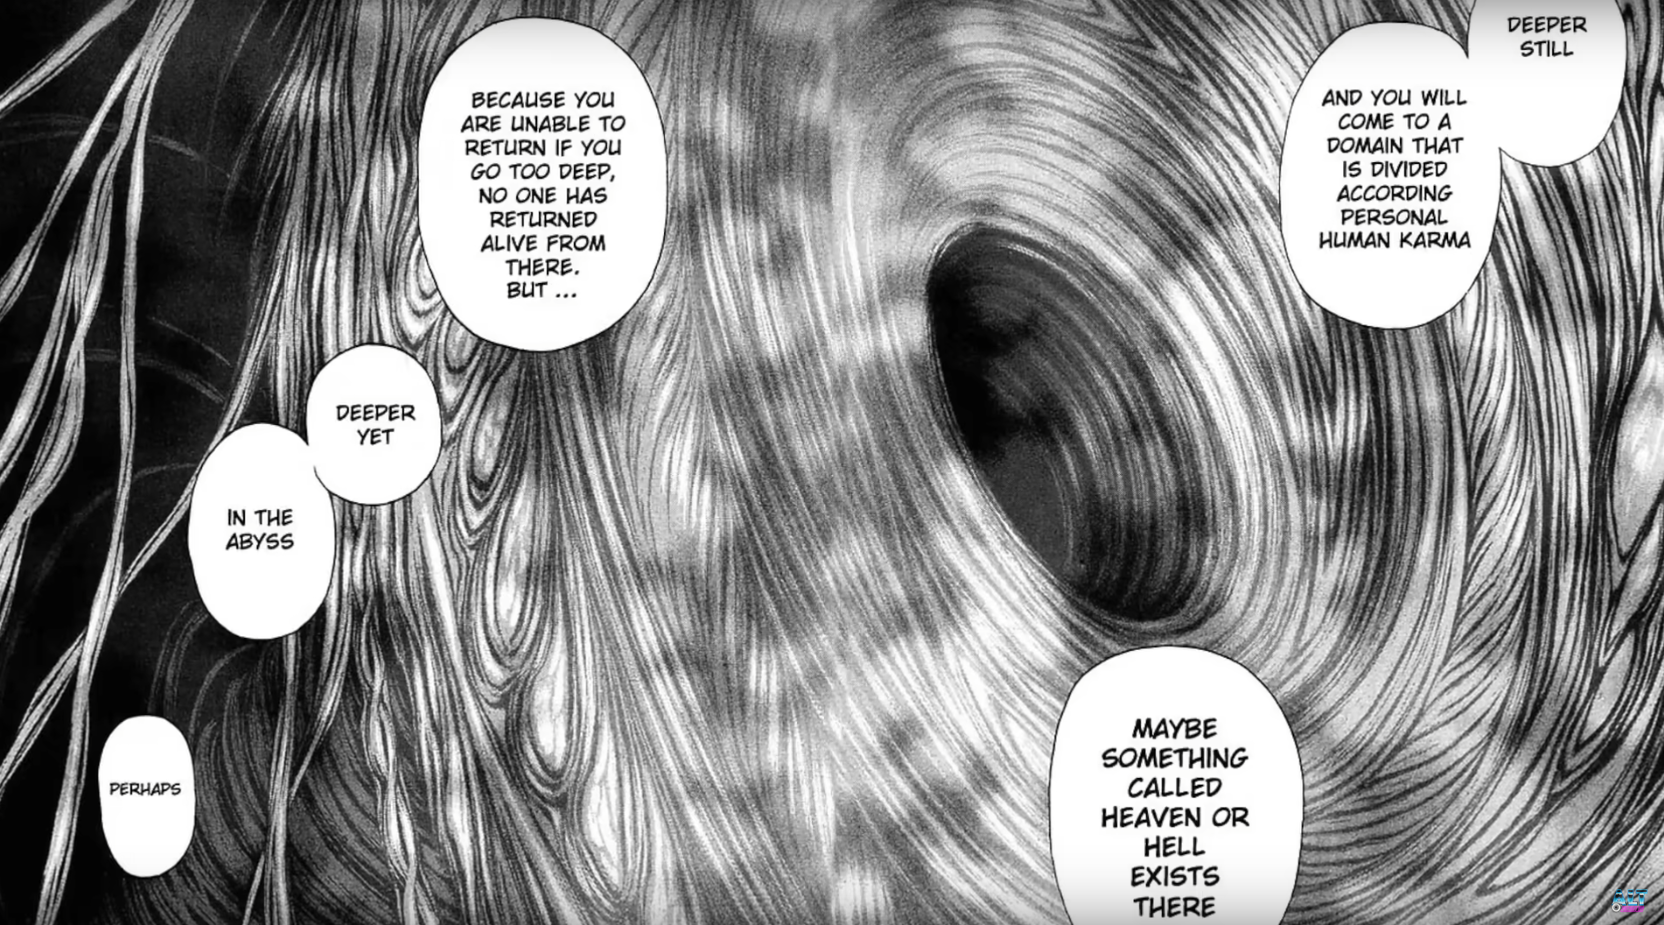 DEEPER
STILL
AND YOU WILL
COME TO A
DOMAIN THAT
IS DIVIDED
ACCORDING
PERSONAL
HUMAN KARMA
MAYBE
SOMETHING
CALLED
HEAVEN OR
HELL
EXISTS
THERE
BECAUSE YOU
ARE UNABLE TO
RETURN IF YOU
GO TOO DEEP,
NO ONE HAS
RETURNED
ALIVE FROM
THERE.
BUT ...
DEEPER
YET
IN THE
ABYSS
PERHAPS